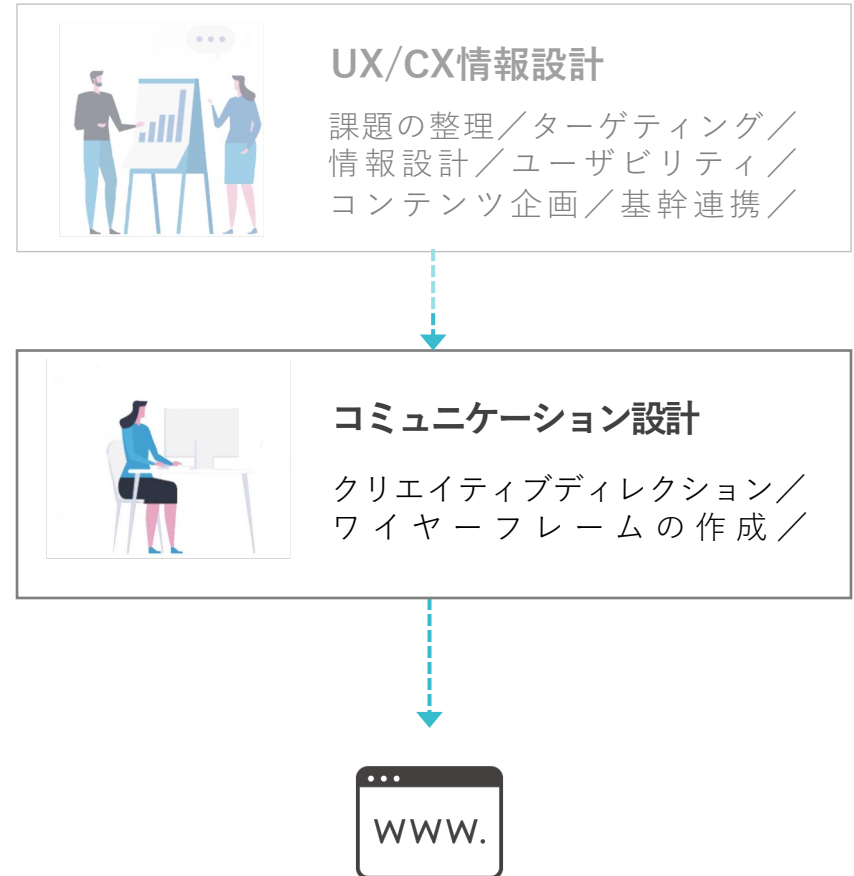 UX/CX情報設計
課題の整理／ターゲティング／
情報設計／ユーザビリティ／
コンテンツ企画／基幹連携／
コミュニケーション設計
クリエイティブディレクション／
ワイヤーフレームの作成／
WWW.